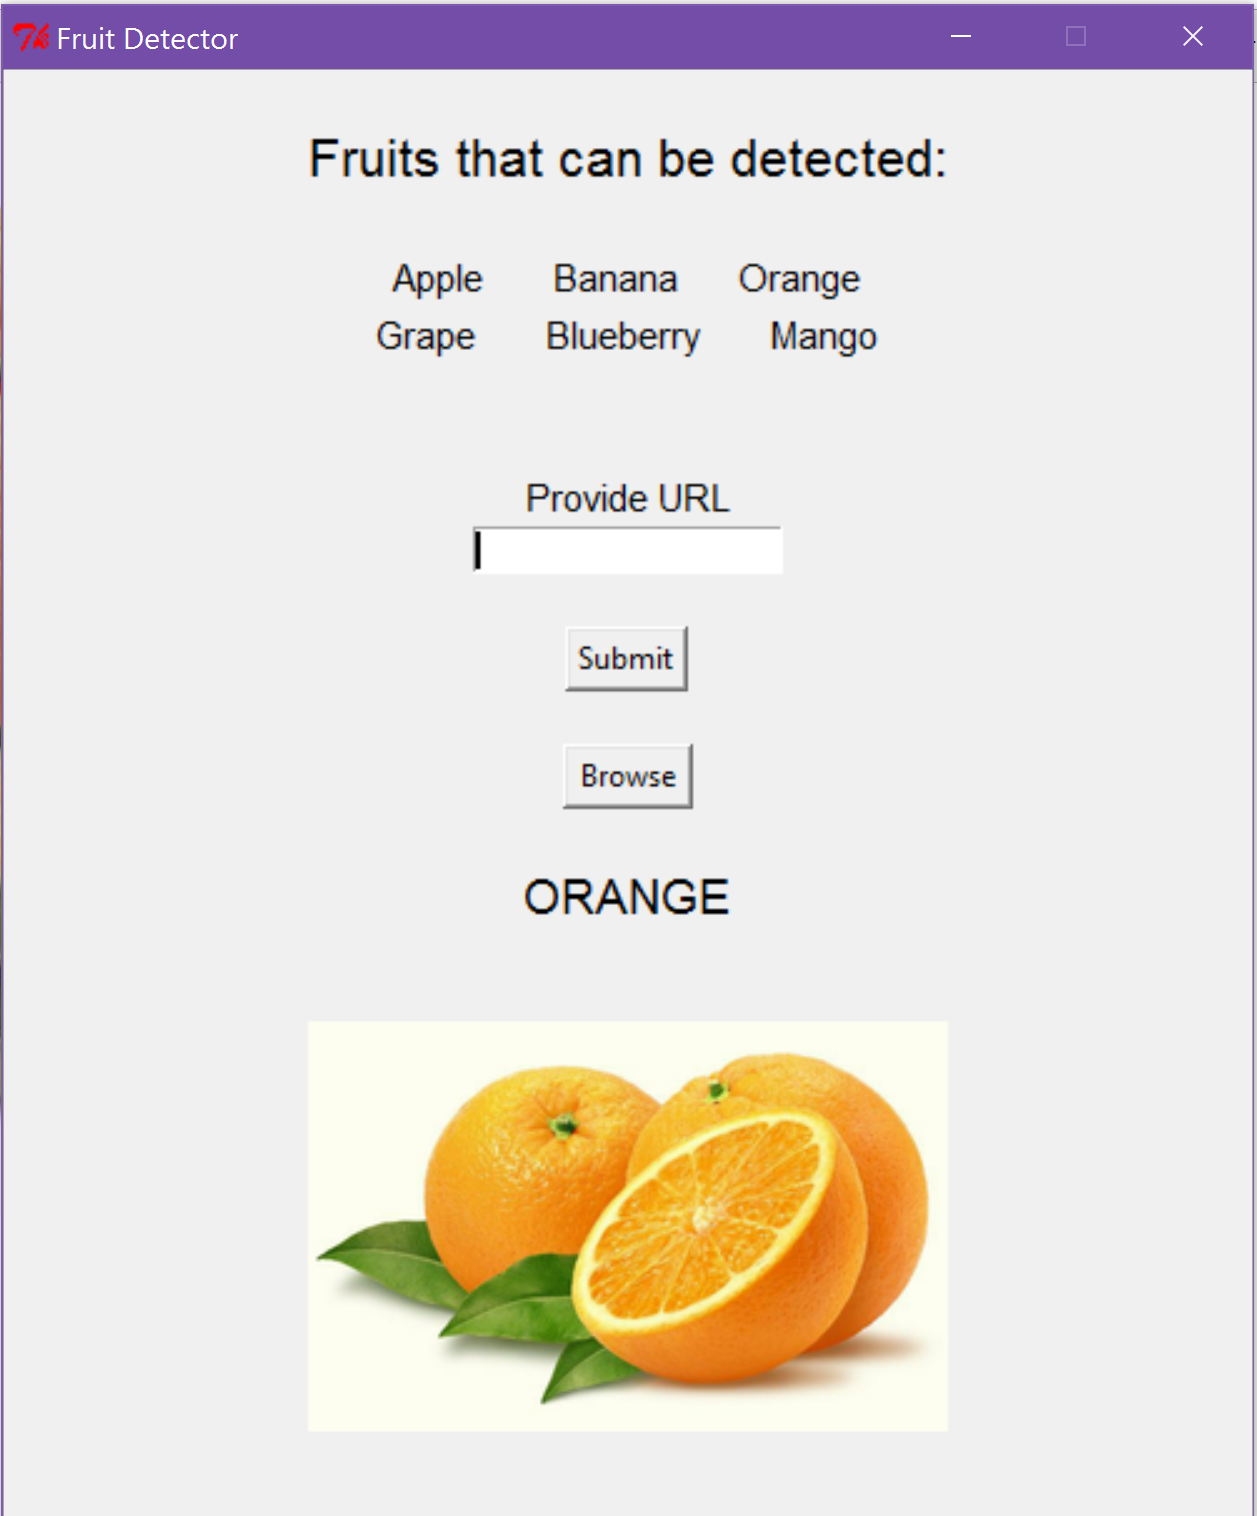 Fruit Detector
Fruits that can be detected:
Apple Banana Orange
Grape Blueberry Mango
Provide URL
Submit
Browse
ORANGE